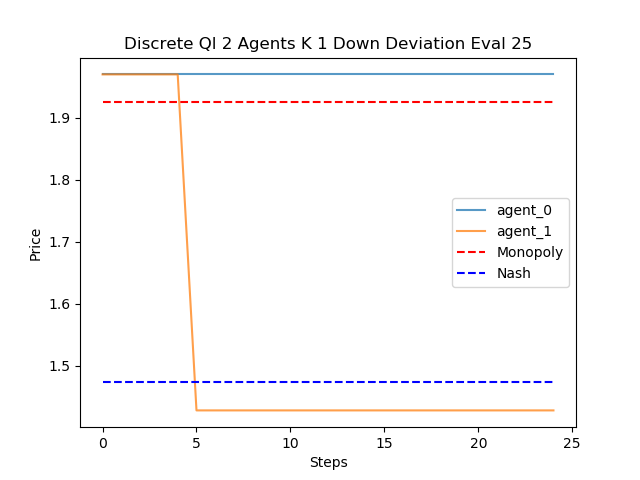 Discrete Ql 2 Agents K 1 Down Deviation Eval 25
Price
1.9
1.8
1.7
1.6
1.5
0
5
10
15
20
25
Steps
agent_0
agent_1
Monopoly
Nash